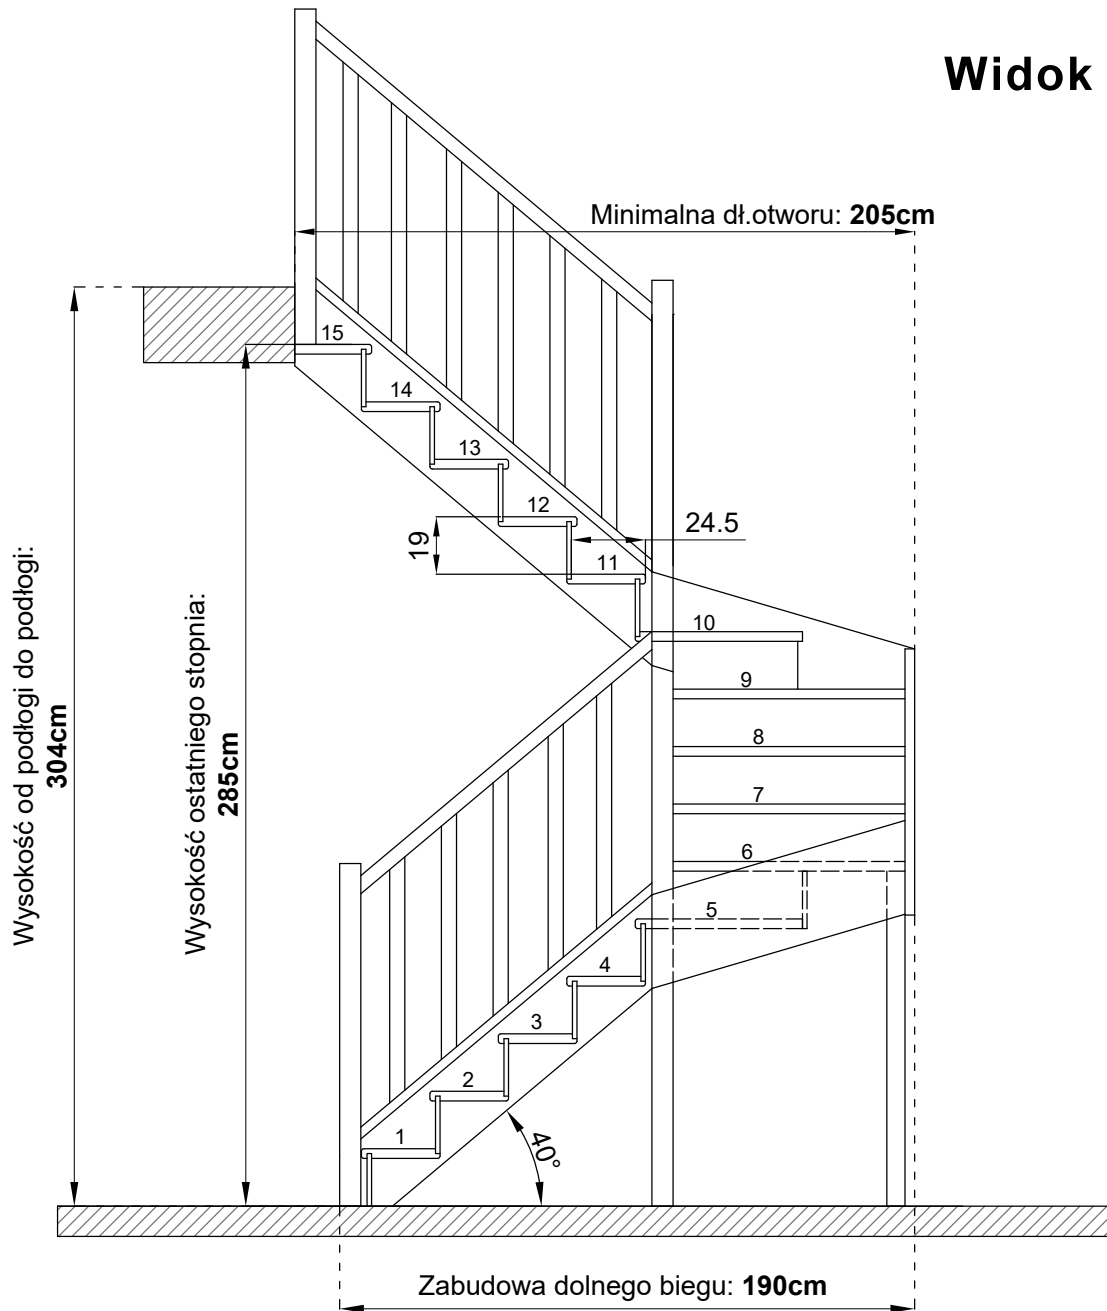 Widok
Minimalna dł.otworu: 205cm
15
14
13
12
24.5
19
11
10
9
8
7
6
5
4
3
2
1
40°
Wysokość od podłogi do podłogi:
304cm
Wysokość ostatniego stopnia:
285cm
Zabudowa dolnego biegu: 190cm